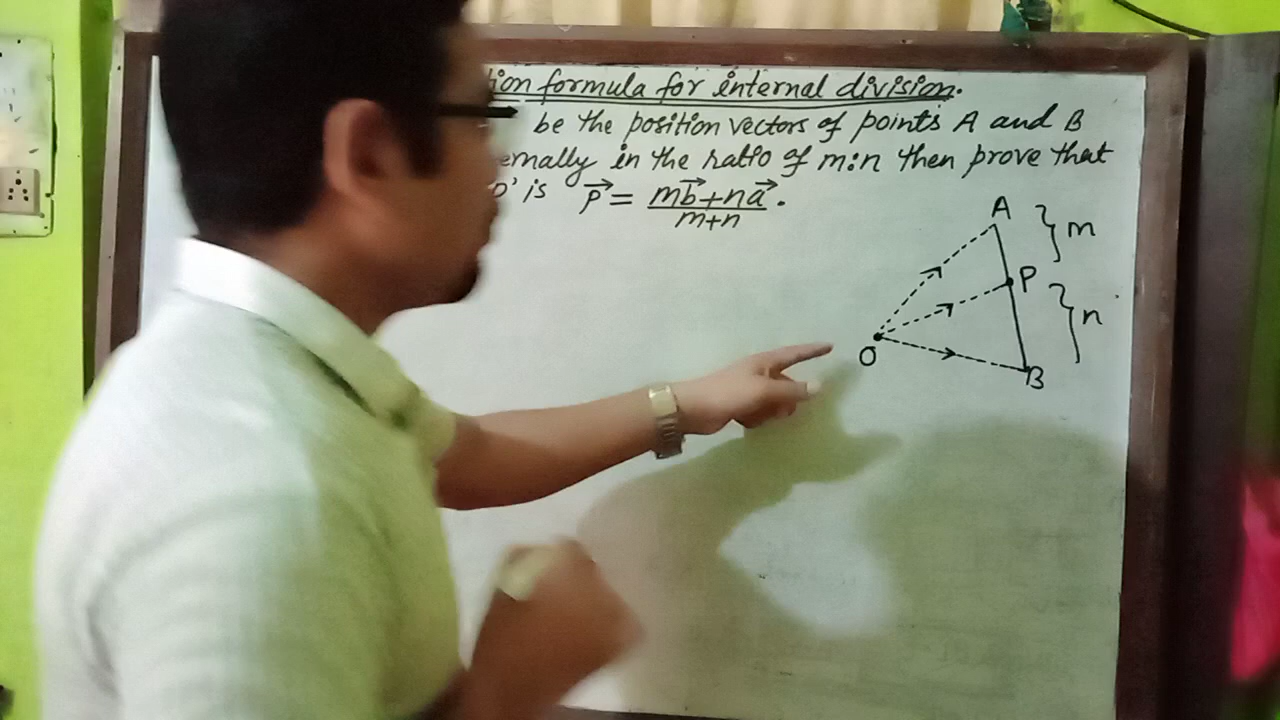 tion formula for internal division.
be the position vectors of points A and B
ernally in the ratio of m:n then prove that
P' is p⃗ = (mb⃗+na⃗)/(m+n).
A
m
P
n
O
B